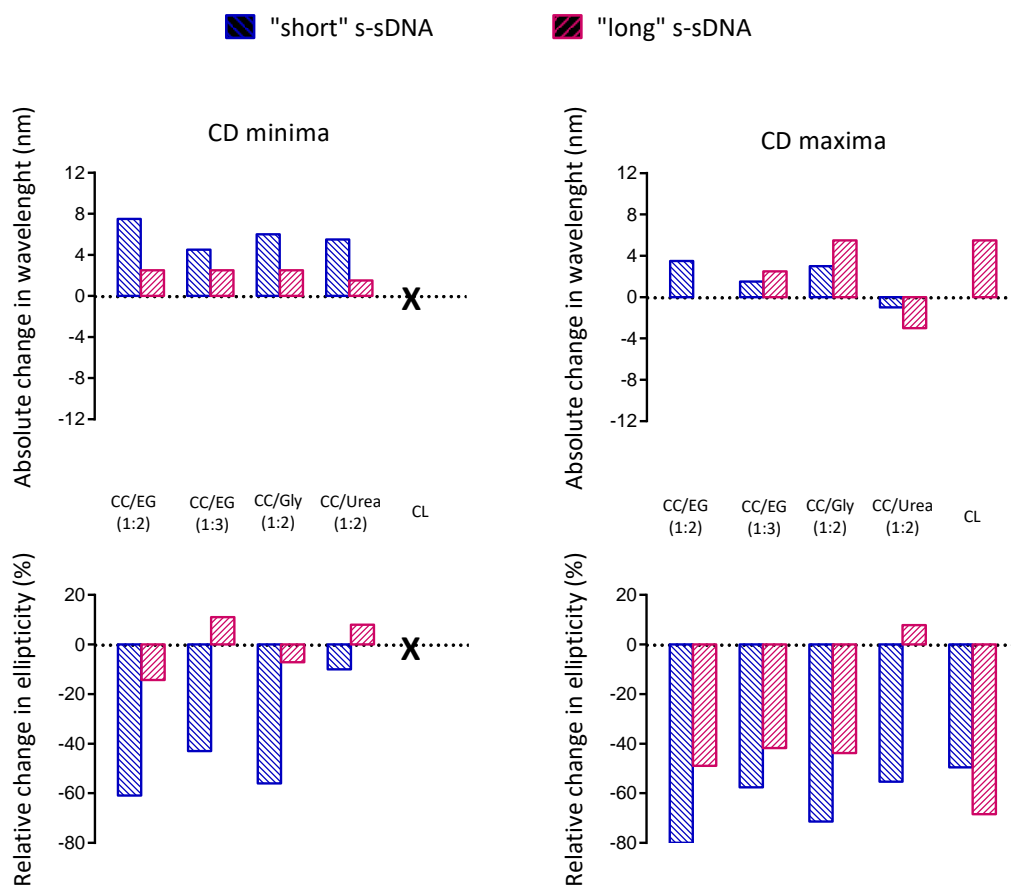 "short" s-sDNA
"long" s-sDNA
CD minima
Absolute change in wavelenght (nm)
12
8
4
0
-4
-8
-12
X
CD maxima
Absolute change in wavelenght (nm)
12
8
4
0
-4
-8
-12
CC/EG
(1:2)
CC/EG
(1:3)
CC/Gly
(1:2)
CC/Urea
(1:2)
CL
CC/EG
(1:2)
CC/EG
(1:3)
CC/Gly
(1:2)
CC/Urea
(1:2)
CL
Relative change in ellipticity (%)
20
0
-20
-40
-60
-80
X
Relative change in ellipticity (%)
20
0
-20
-40
-60
-80